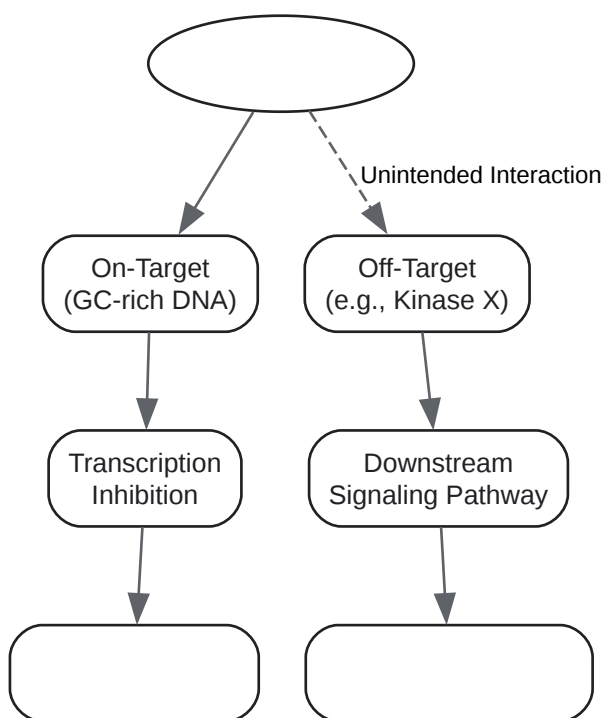 Unintended Interaction
On-Target
(GC-rich DNA)
Off-Target
(e.g., Kinase X)
Transcription
Inhibition
Downstream
Signaling Pathway